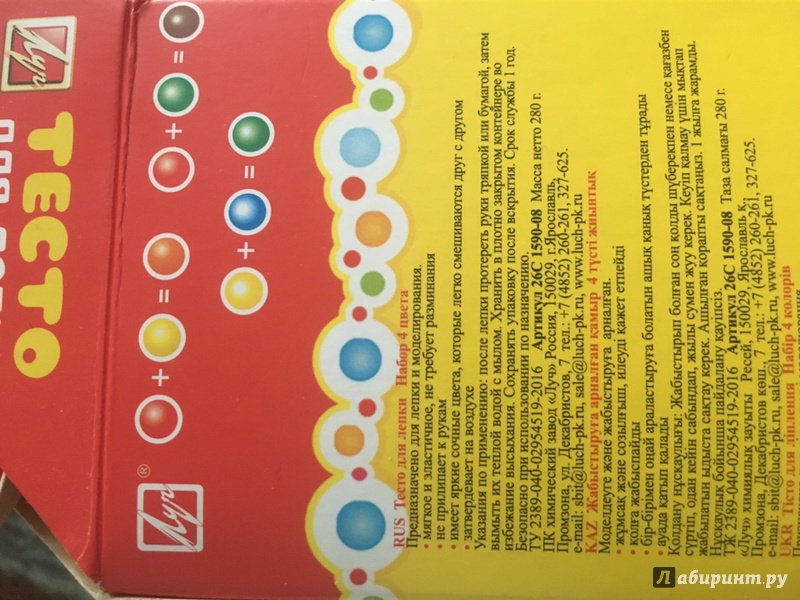 Луч
ТЕСТО
Луч
®
RUS Тесто для лепки Набор 4 цвета
Предназначено для лепки и моделирования.
• мягкое и эластичное, не требует разминания
• не прилипает к рукам
• имеет яркие сочные цвета, которые легко смешиваются друг с другом
• затвердевает на воздухе
Указания по применению: после лепки протереть руки тряпкой или бумагой, затем
вымыть их теплой водой с мылом. Хранить в плотно закрытом контейнере во
избежание высыхания. Сохранить упаковку после вскрытия. Срок службы 1 год.
Безопасно при использовании по назначению.
ТУ 2389-040-02954519-2016 Артикул 26С 1590-08 Масса нетто 280 г.
ПК химический завод «Луч» Россия, 150029, г.Ярославль,
Промзона, ул. Декабристов, 7 тел.: +7 (4852) 260-261, 327-625.
e-mail: sbit@luch-pk.ru, sale@luch-pk.ru, www.luch-pk.ru
KAZ Жабыстыруға арналған қамыр 4 түсті жиынтық
Моделдеуге және жабыстыруға арналған.
• жұмсақ және созылғыш, илеуді қажет етпейді
• қолға жабыспайды
• бір-бірімен оңай араластыруға болатын ашық қанық түстерден тұрады
• ауада қатып қалады
Қолдану нұсқаулығы: Жабыстырып болған соң қолды шүберекпен немесе қағазбен
сүртіп, одан кейін сабындап, жылы сумен жуу керек. Кеуіп қалмау үшін мықтап
жабылатын ыдыста сақтау керек. Ашылған қорапты сақтаңыз. 1 жылға жарамды.
Нұсқаулық бойынша пайдалану қауіпсіз.
ТЖ 2389-040-02954519-2016 Артикул 26С 1590-08 Таза салмағы 280 г.
«Луч» химиялық зауыты Ресей, 150029, Ярославль к.,
Промзона, Декабристов көш., 7 тел.: +7 (4852) 260-261, 327-625.
e-mail: sbit@luch-pk.ru, sale@luch-pk.ru, www.luch-pk.ru
UKR Тісто для ліплення Набір 4 кольорів
Лабиринт.ру